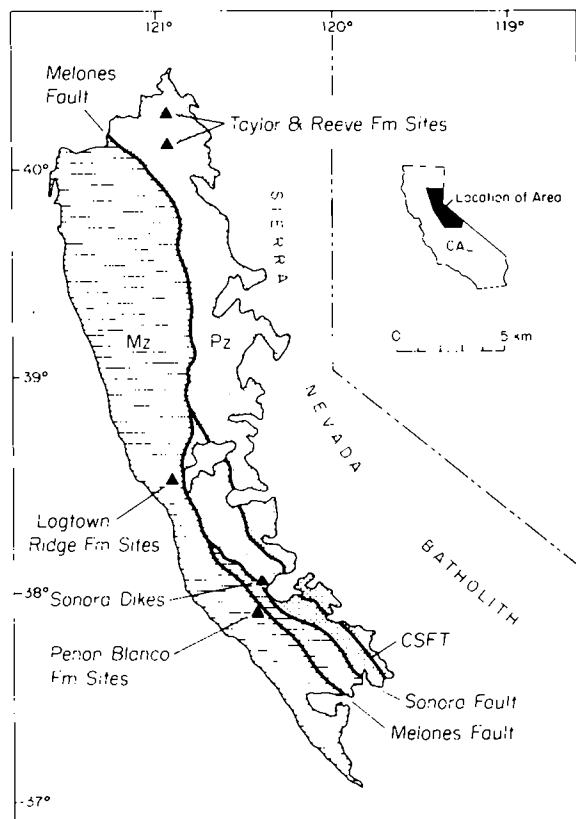 121°
120°
119°
Melones
Fault
Taylor & Reeve Fm Sites
40°
SIERRA
Location of Area
CAL
0 5 km
Mz
Pz
39°
NEVADA
Logtown
Ridge Fm Sites
BATHOLITH
38°
Sonora Dikes
CSFT
Penon Blanco
Fm Sites
Sonora Fault
Melones Fault
37°